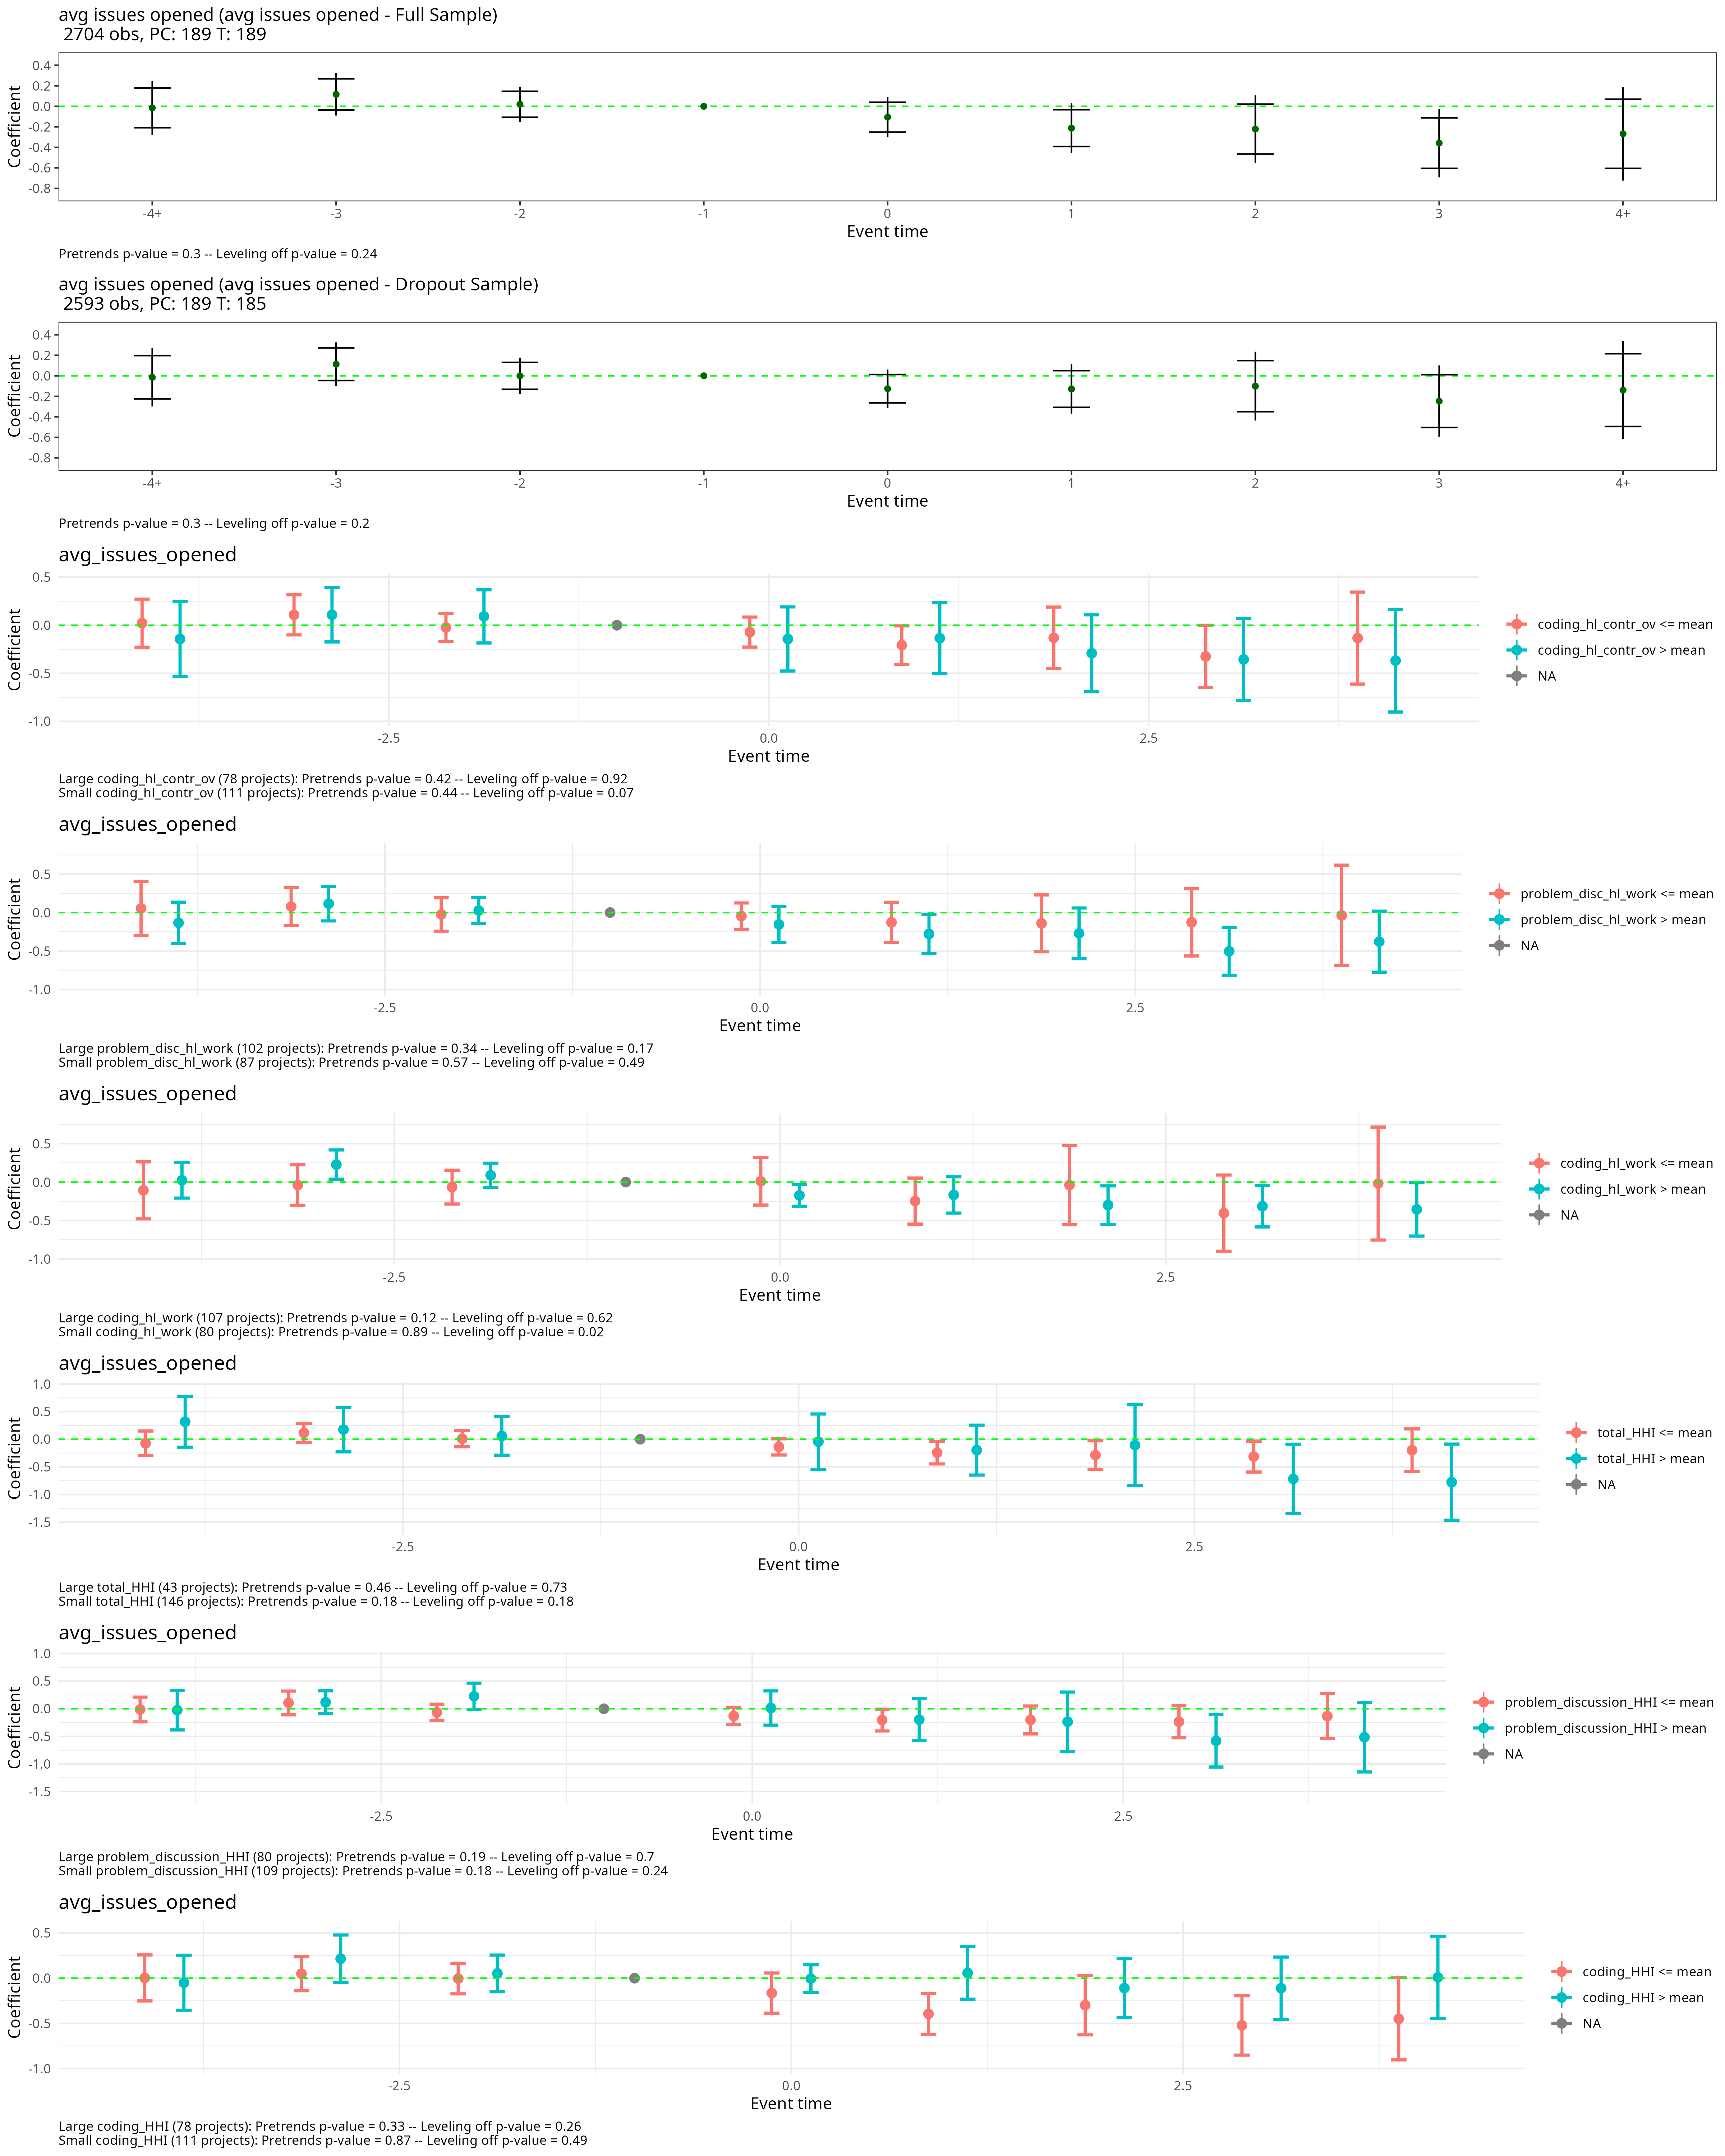 avg issues opened (avg issues opened - Full Sample)
2704 obs, PC: 189 T: 189
Coefficient
0.4
0.2
0.0
-0.2
-0.4
-0.6
-0.8
-4+ -3 -2 -1 0 1 2 3 4+
Event time
Pretrends p-value = 0.3 -- Leveling off p-value = 0.24
avg issues opened (avg issues opened - Dropout Sample)
2593 obs, PC: 189 T: 185
Coefficient
0.4
0.2
0.0
-0.2
-0.4
-0.6
-0.8
-4+ -3 -2 -1 0 1 2 3 4+
Event time
Pretrends p-value = 0.3 -- Leveling off p-value = 0.2
avg_issues_opened
Coefficient
0.5
0.0
-0.5
-1.0
-2.5 0.0 2.5
Event time
coding_hl_contr_ov <= mean
coding_hl_contr_ov > mean
NA
Large coding_hl_contr_ov (78 projects): Pretrends p-value = 0.42 -- Leveling off p-value = 0.92
Small coding_hl_contr_ov (111 projects): Pretrends p-value = 0.44 -- Leveling off p-value = 0.07
avg_issues_opened
Coefficient
0.5
0.0
-0.5
-1.0
-2.5 0.0 2.5
Event time
problem_disc_hl_work <= mean
problem_disc_hl_work > mean
NA
Large problem_disc_hl_work (102 projects): Pretrends p-value = 0.34 -- Leveling off p-value = 0.17
Small problem_disc_hl_work (87 projects): Pretrends p-value = 0.57 -- Leveling off p-value = 0.49
avg_issues_opened
Coefficient
0.5
0.0
-0.5
-1.0
-2.5 0.0 2.5
Event time
coding_hl_work <= mean
coding_hl_work > mean
NA
Large coding_hl_work (107 projects): Pretrends p-value = 0.12 -- Leveling off p-value = 0.62
Small coding_hl_work (80 projects): Pretrends p-value = 0.89 -- Leveling off p-value = 0.02
avg_issues_opened
Coefficient
1.0
0.5
0.0
-0.5
-1.0
-1.5
-2.5 0.0 2.5
Event time
total_HHI <= mean
total_HHI > mean
NA
Large total_HHI (43 projects): Pretrends p-value = 0.46 -- Leveling off p-value = 0.73
Small total_HHI (146 projects): Pretrends p-value = 0.18 -- Leveling off p-value = 0.18
avg_issues_opened
Coefficient
1.0
0.5
0.0
-0.5
-1.0
-1.5
-2.5 0.0 2.5
Event time
problem_discussion_HHI <= mean
problem_discussion_HHI > mean
NA
Large problem_discussion_HHI (80 projects): Pretrends p-value = 0.19 -- Leveling off p-value = 0.7
Small problem_discussion_HHI (109 projects): Pretrends p-value = 0.18 -- Leveling off p-value = 0.24
avg_issues_opened
Coefficient
0.5
0.0
-0.5
-1.0
-2.5 0.0 2.5
Event time
coding_HHI <= mean
coding_HHI > mean
NA
Large coding_HHI (78 projects): Pretrends p-value = 0.33 -- Leveling off p-value = 0.26
Small coding_HHI (111 projects): Pretrends p-value = 0.87 -- Leveling off p-value = 0.49